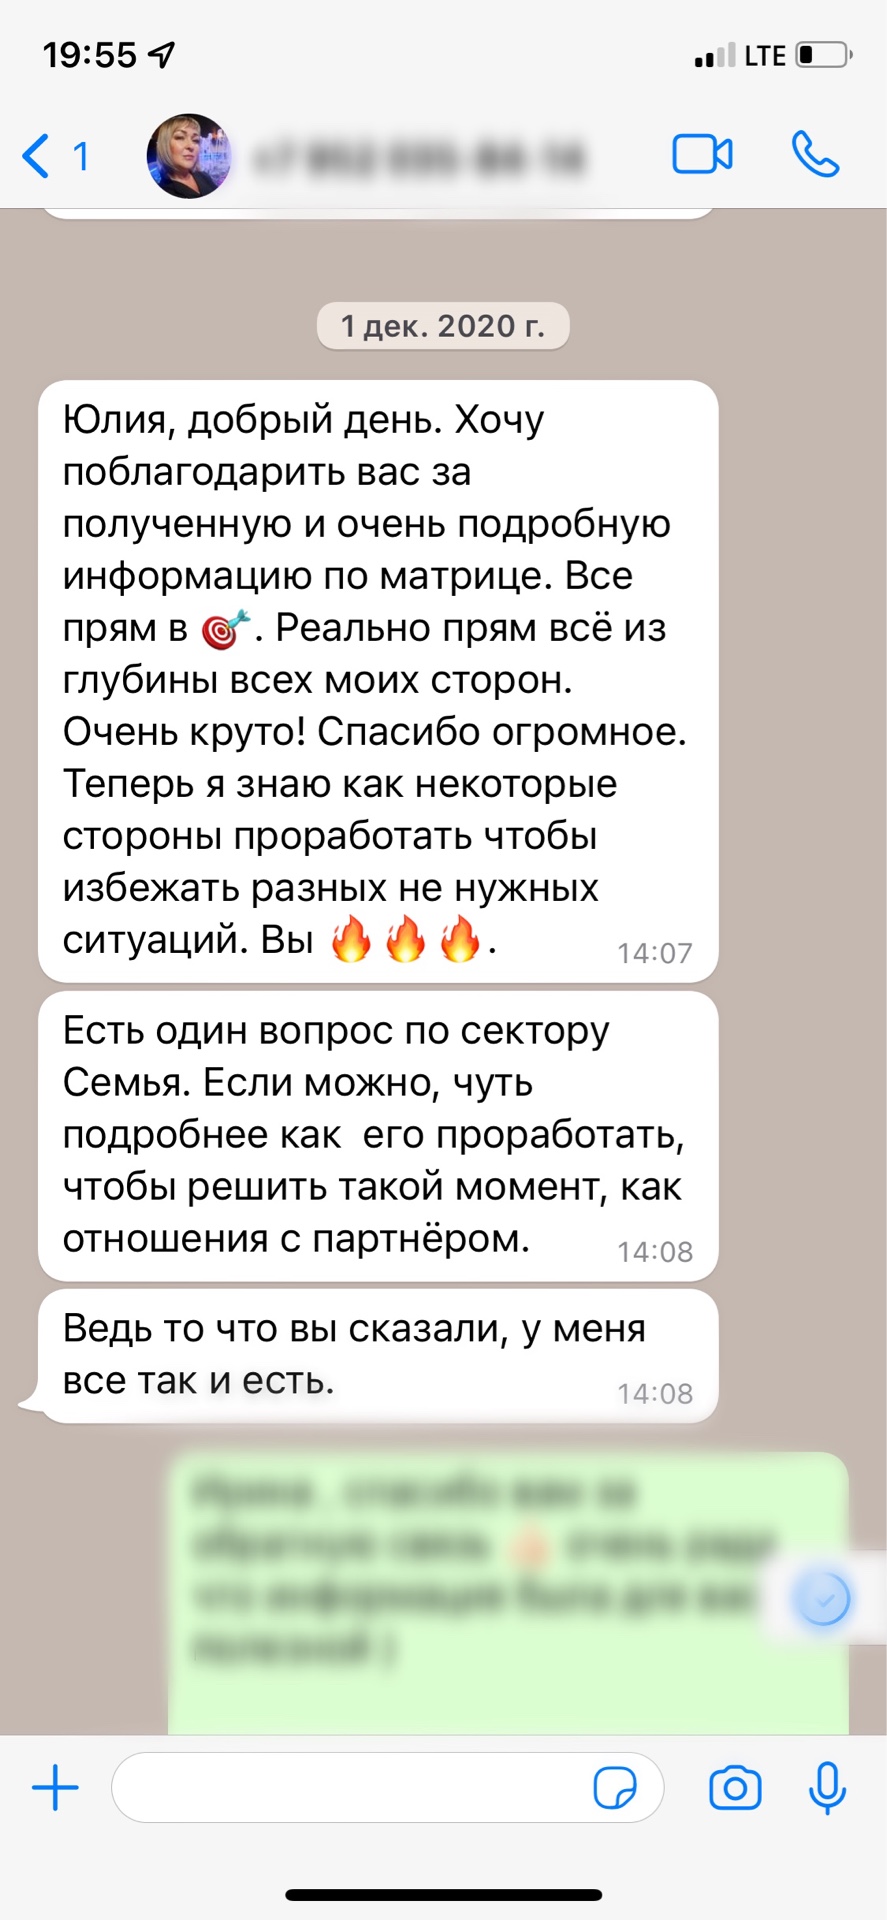 19:55
LTE
1
1 дек. 2020 г.
Юлия, добрый день. Хочу
поблагодарить вас за
полученную и очень подробную
информацию по матрице. Все
прям в 🎯. Реально прям всё из
глубины всех моих сторон.
Очень круто! Спасибо огромное.
Теперь я знаю как некоторые
стороны проработать чтобы
избежать разных не нужных
ситуаций. Вы 🔥🔥🔥.
14:07
Есть один вопрос по сектору
Семья. Если можно, чуть
подробнее как  его проработать,
чтобы решить такой момент, как
отношения с партнёром.
14:08
Ведь то что вы сказали, у меня
все так и есть.
14:08